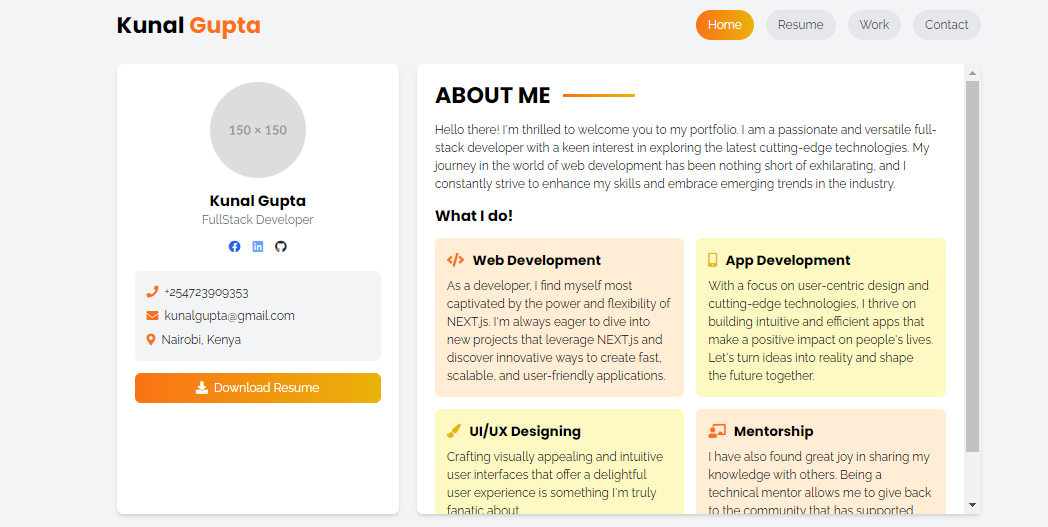 Kunal Gupta
Home
Resume
Work
Contact
150 × 150
Kunal Gupta
FullStack Developer
+254723909353
kunalgupta@gmail.com
Nairobi, Kenya
Download Resume
ABOUT ME
Hello there! I'm thrilled to welcome you to my portfolio. I am a passionate and versatile full-
stack developer with a keen interest in exploring the latest cutting-edge technologies. My
journey in the world of web development has been nothing short of exhilarating, and I
constantly strive to enhance my skills and embrace emerging trends in the industry.
What I do!
Web Development
As a developer, I find myself most
captivated by the power and flexibility of
NEXT.js. I'm always eager to dive into
new projects that leverage NEXT.js and
discover innovative ways to create fast,
scalable, and user-friendly applications.
App Development
With a focus on user-centric design and
cutting-edge technologies, I thrive on
building intuitive and efficient apps that
make a positive impact on people's lives.
Let's turn ideas into reality and shape
the future together.
UI/UX Designing
Crafting visually appealing and intuitive
user interfaces that offer a delightful
user experience is something I'm truly
fanatic about
Mentorship
I have also found great joy in sharing my
knowledge with others. Being a
technical mentor allows me to give back
to the community that has supported